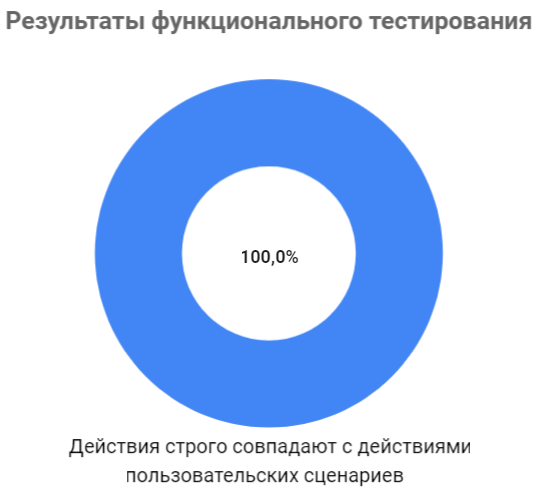 Результаты функционального тестирования
100,0%
Действия строго совпадают с действиями
пользовательских сценариев